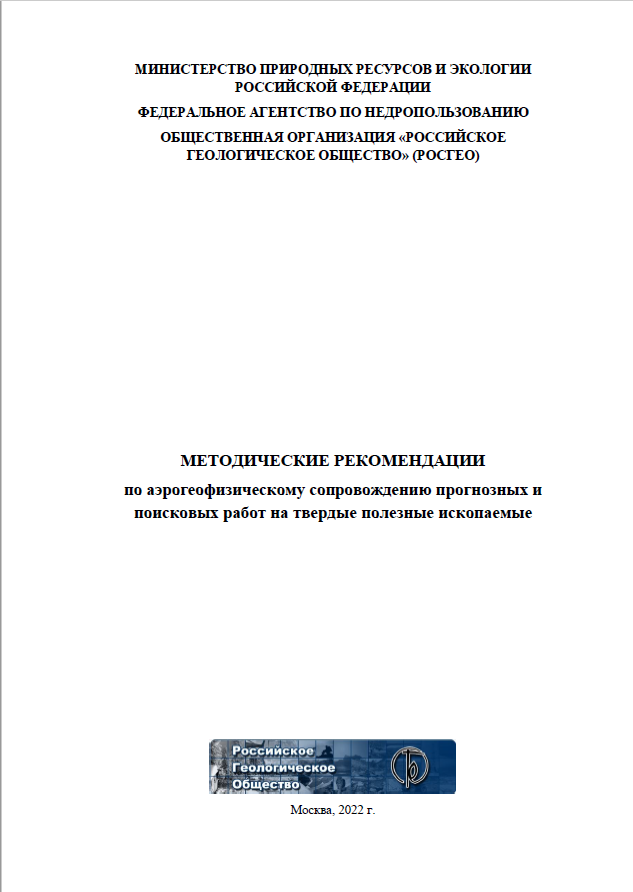 МИНИСТЕРСТВО ПРИРОДНЫХ РЕСУРСОВ И ЭКОЛОГИИ
РОССИЙСКОЙ ФЕДЕРАЦИИ
ФЕДЕРАЛЬНОЕ АГЕНТСТВО ПО НЕДРОПОЛЬЗОВАНИЮ
ОБЩЕСТВЕННАЯ ОРГАНИЗАЦИЯ «РОССИЙСКОЕ
ГЕОЛОГИЧЕСКОЕ ОБЩЕСТВО» (РОСГЕО)
МЕТОДИЧЕСКИЕ РЕКОМЕНДАЦИИ
по аэрогеофизическому сопровождению прогнозных и
поисковых работ на твердые полезные ископаемые
Российское
Геологическое
Общество
Москва, 2022 г.